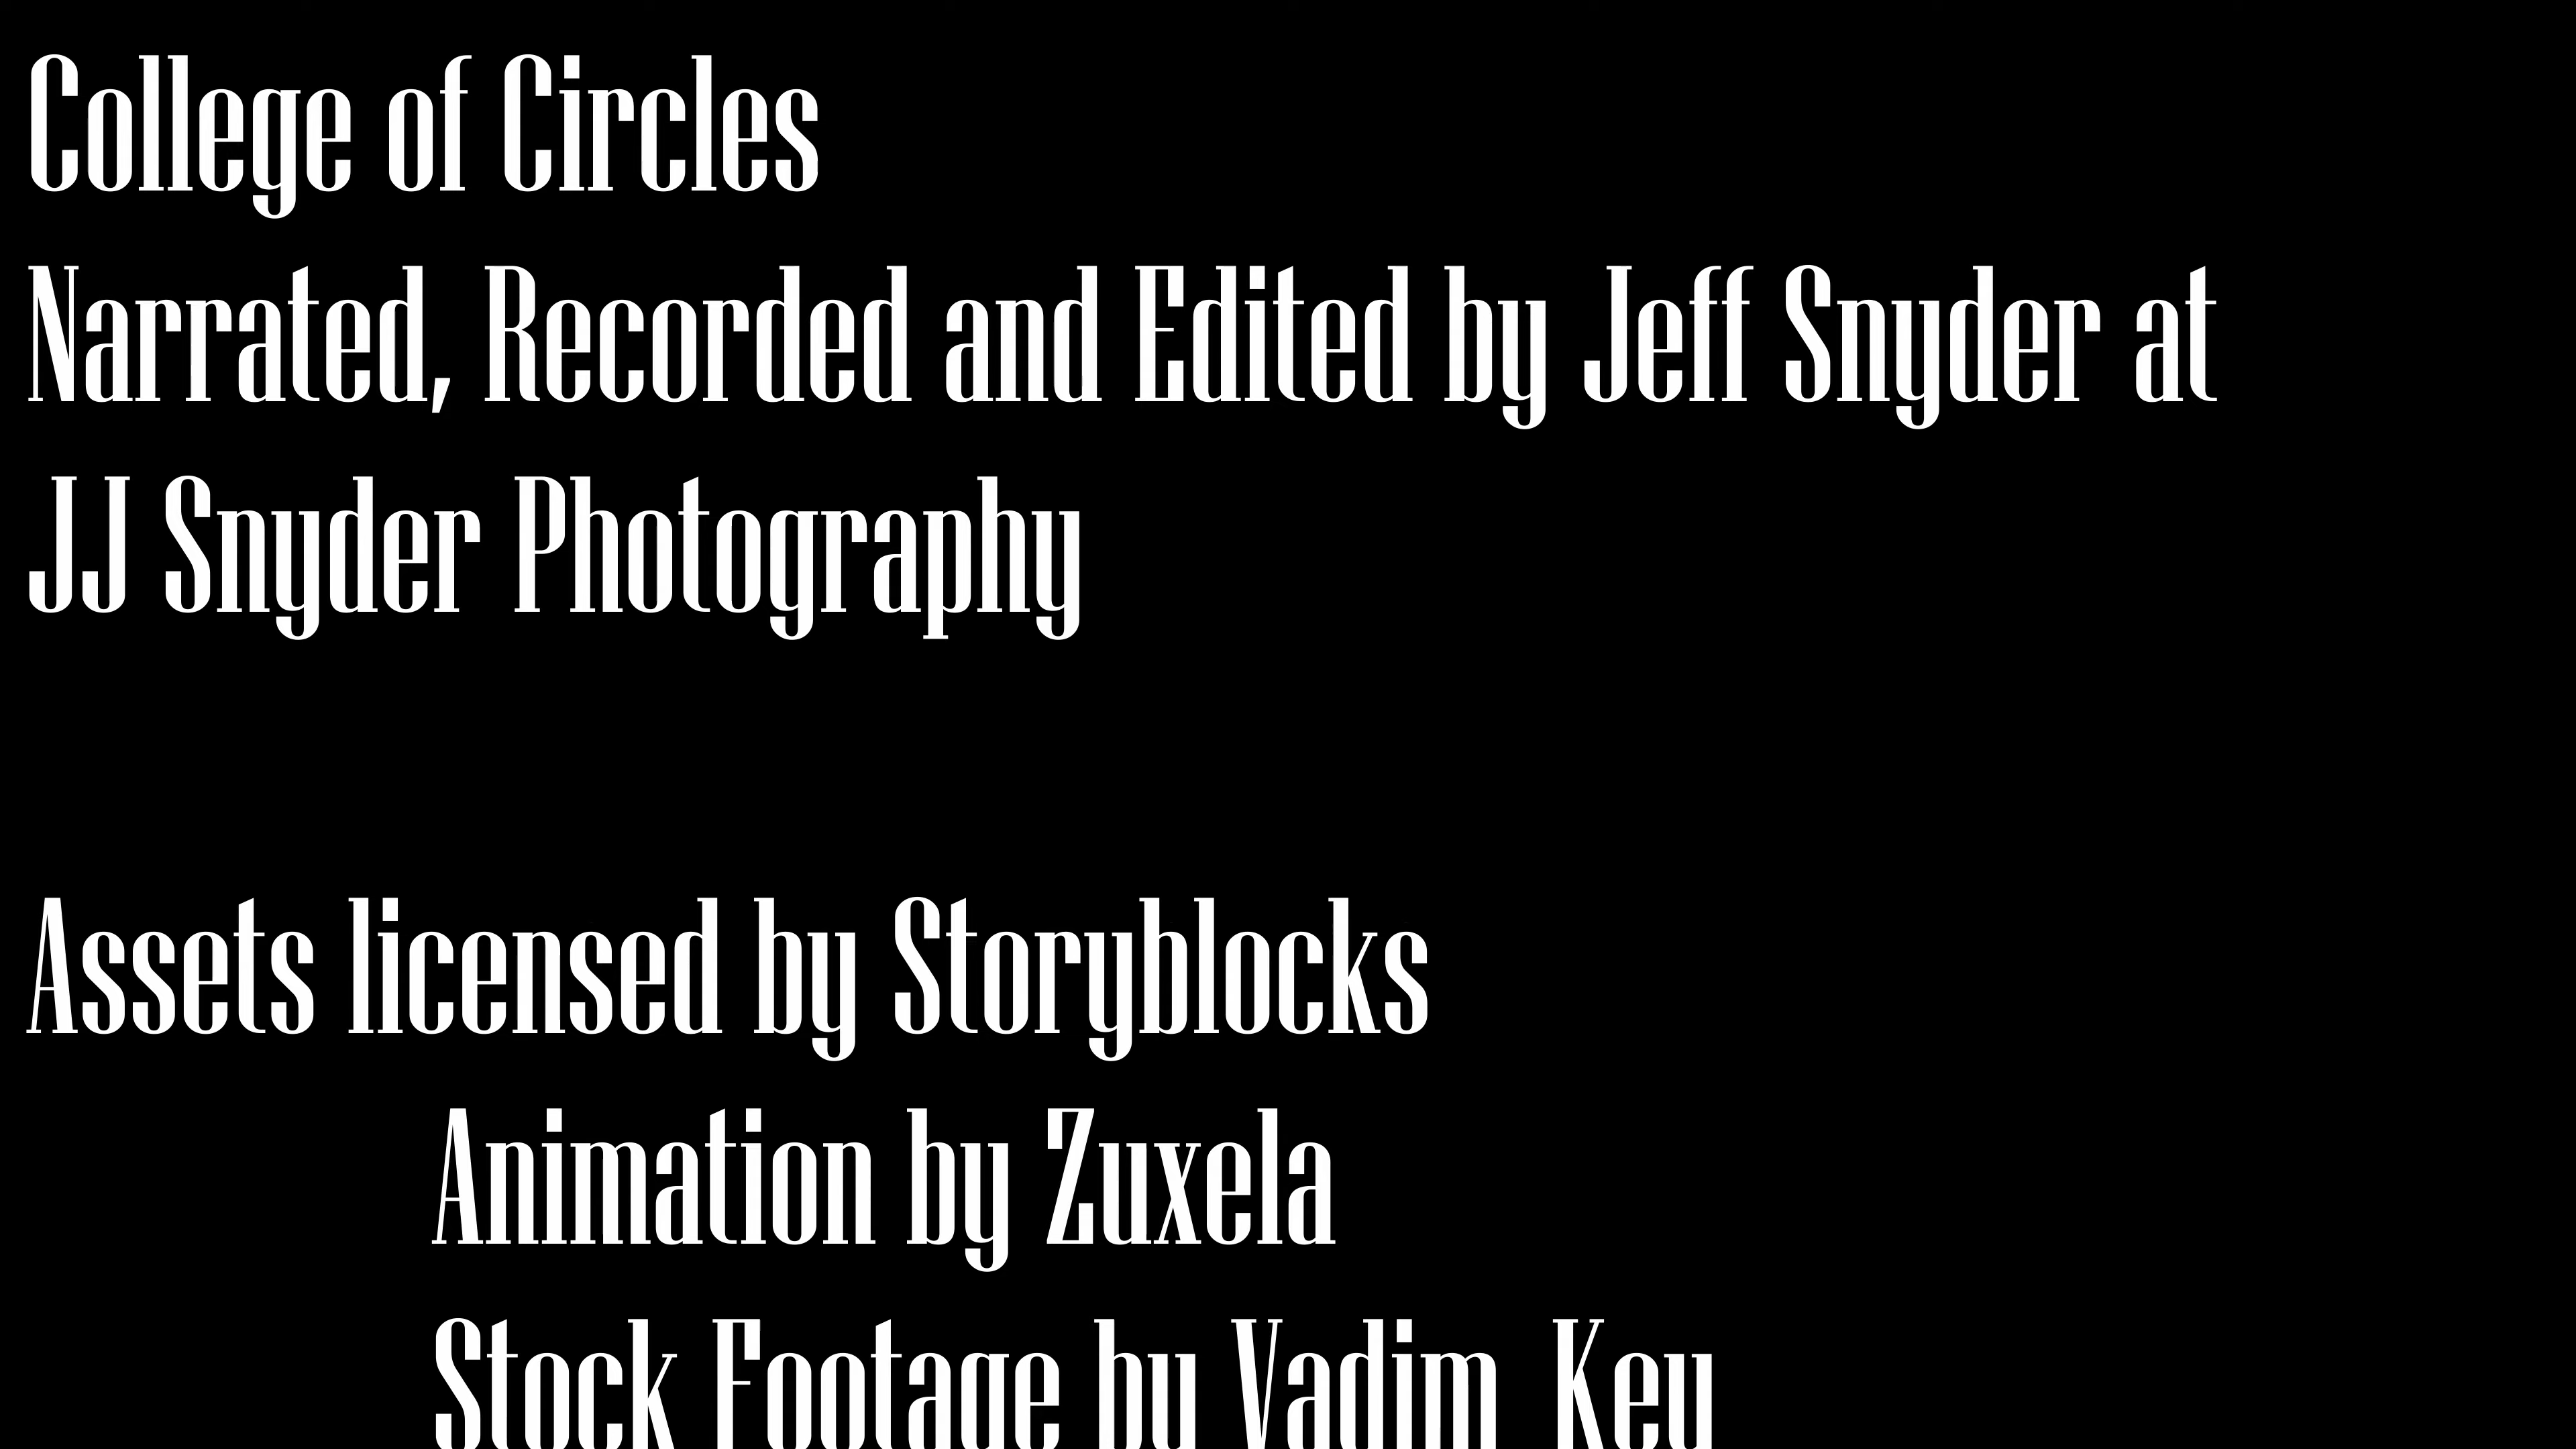 College of Circles
Narrated, Recorded and Edited by Jeff Snyder at
JJ Snyder Photography
Assets licensed by Storyblocks
Animation by Zuxela
Stock Footage by Vadim Key